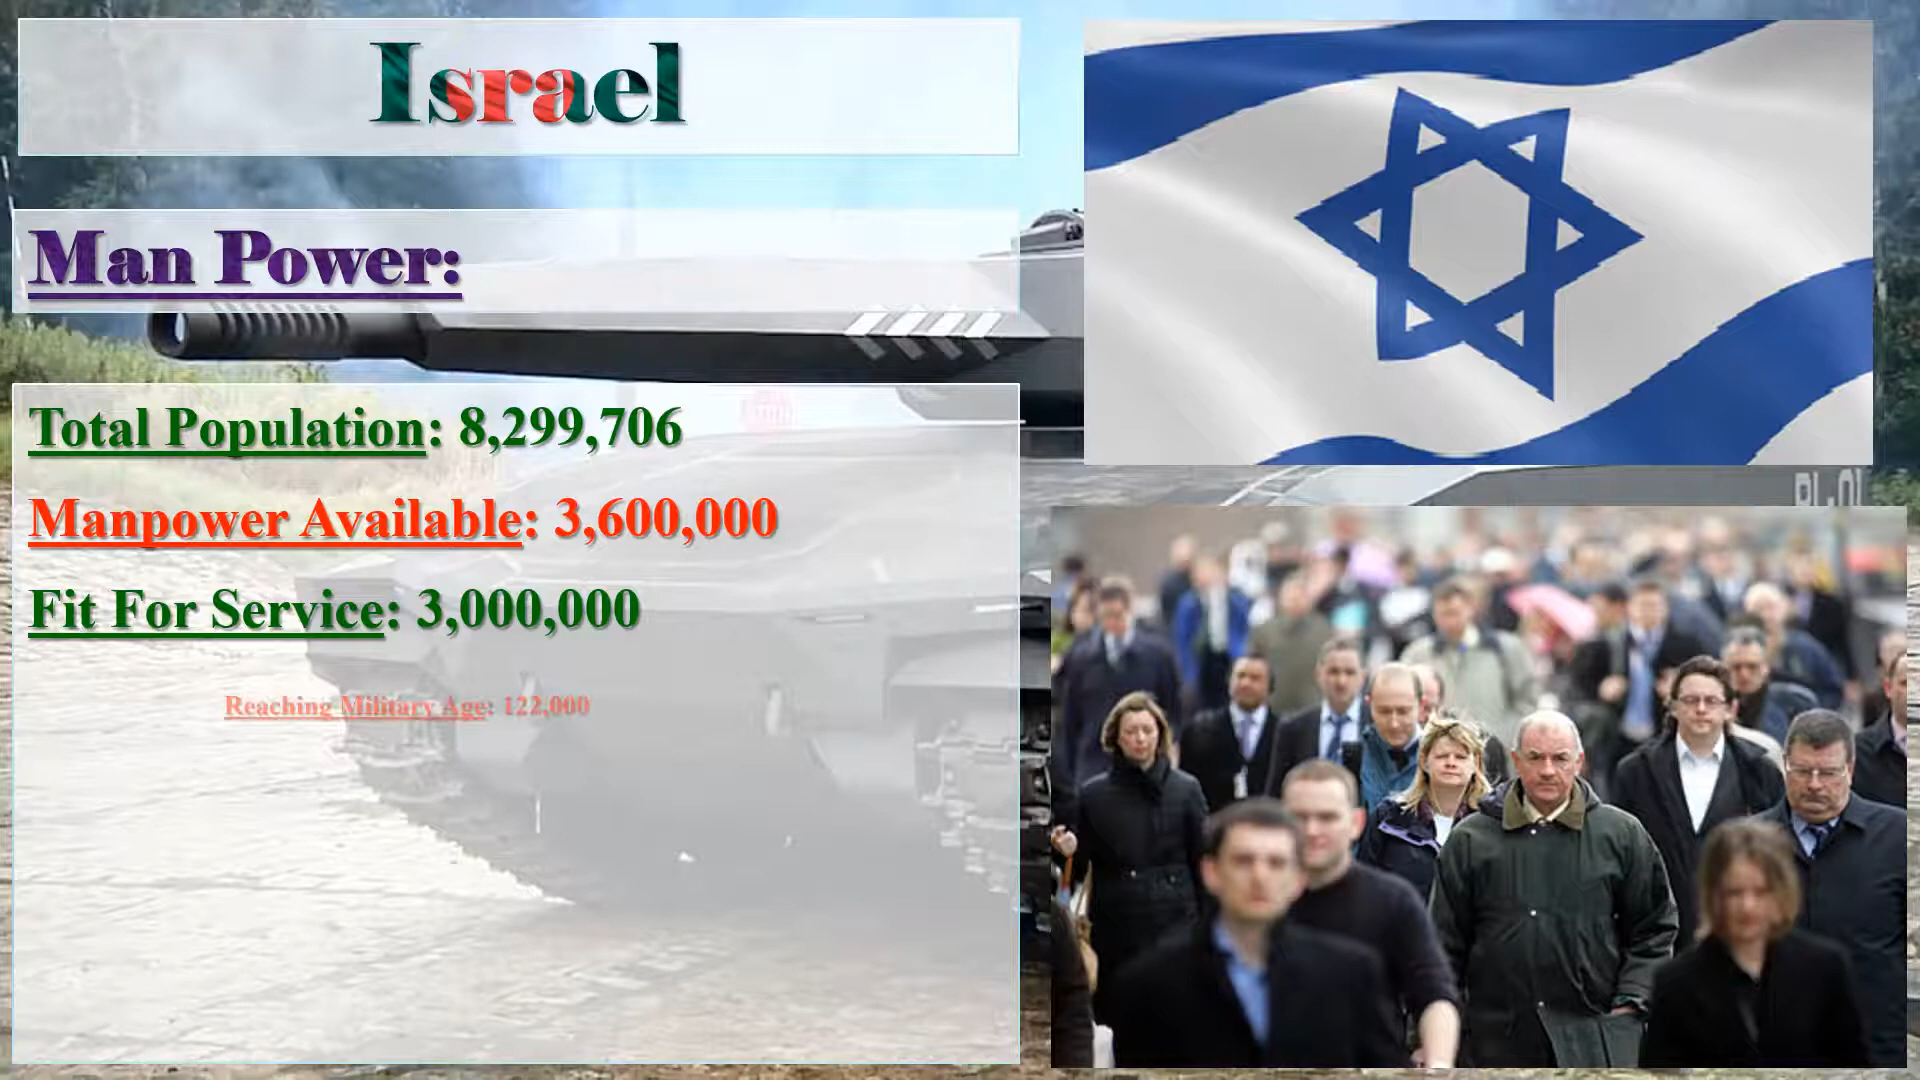 Israel
Man Power:
Total Population: 8,299,706
Manpower Available: 3,600,000
Fit For Service: 3,000,000
Reaching Military Age: 122,000